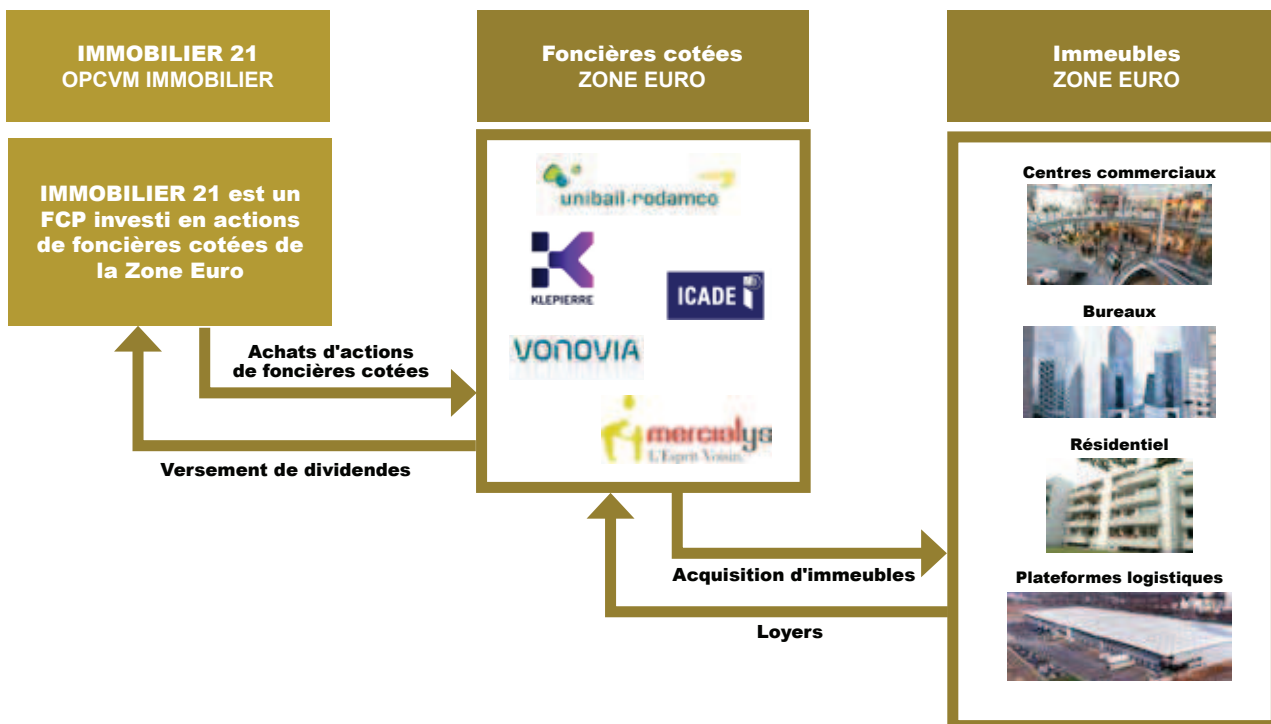 IMMOBILIER 21
OPCVM IMMOBILIER
IMMOBILIER 21 est un
FCP investi en actions
de foncières cotées de
la Zone Euro
Achats d'actions
de foncières cotées
Versement de dividendes
Foncières cotées
ZONE EURO
unibail-rodamco
KLEPIERRE
ICADE
VONOVIA
mercialys
L'Esprit Voisin.
Acquisition d'immeubles
Loyers
Immeubles
ZONE EURO
Centres commerciaux
Bureaux
Résidentiel
Plateformes logistiques